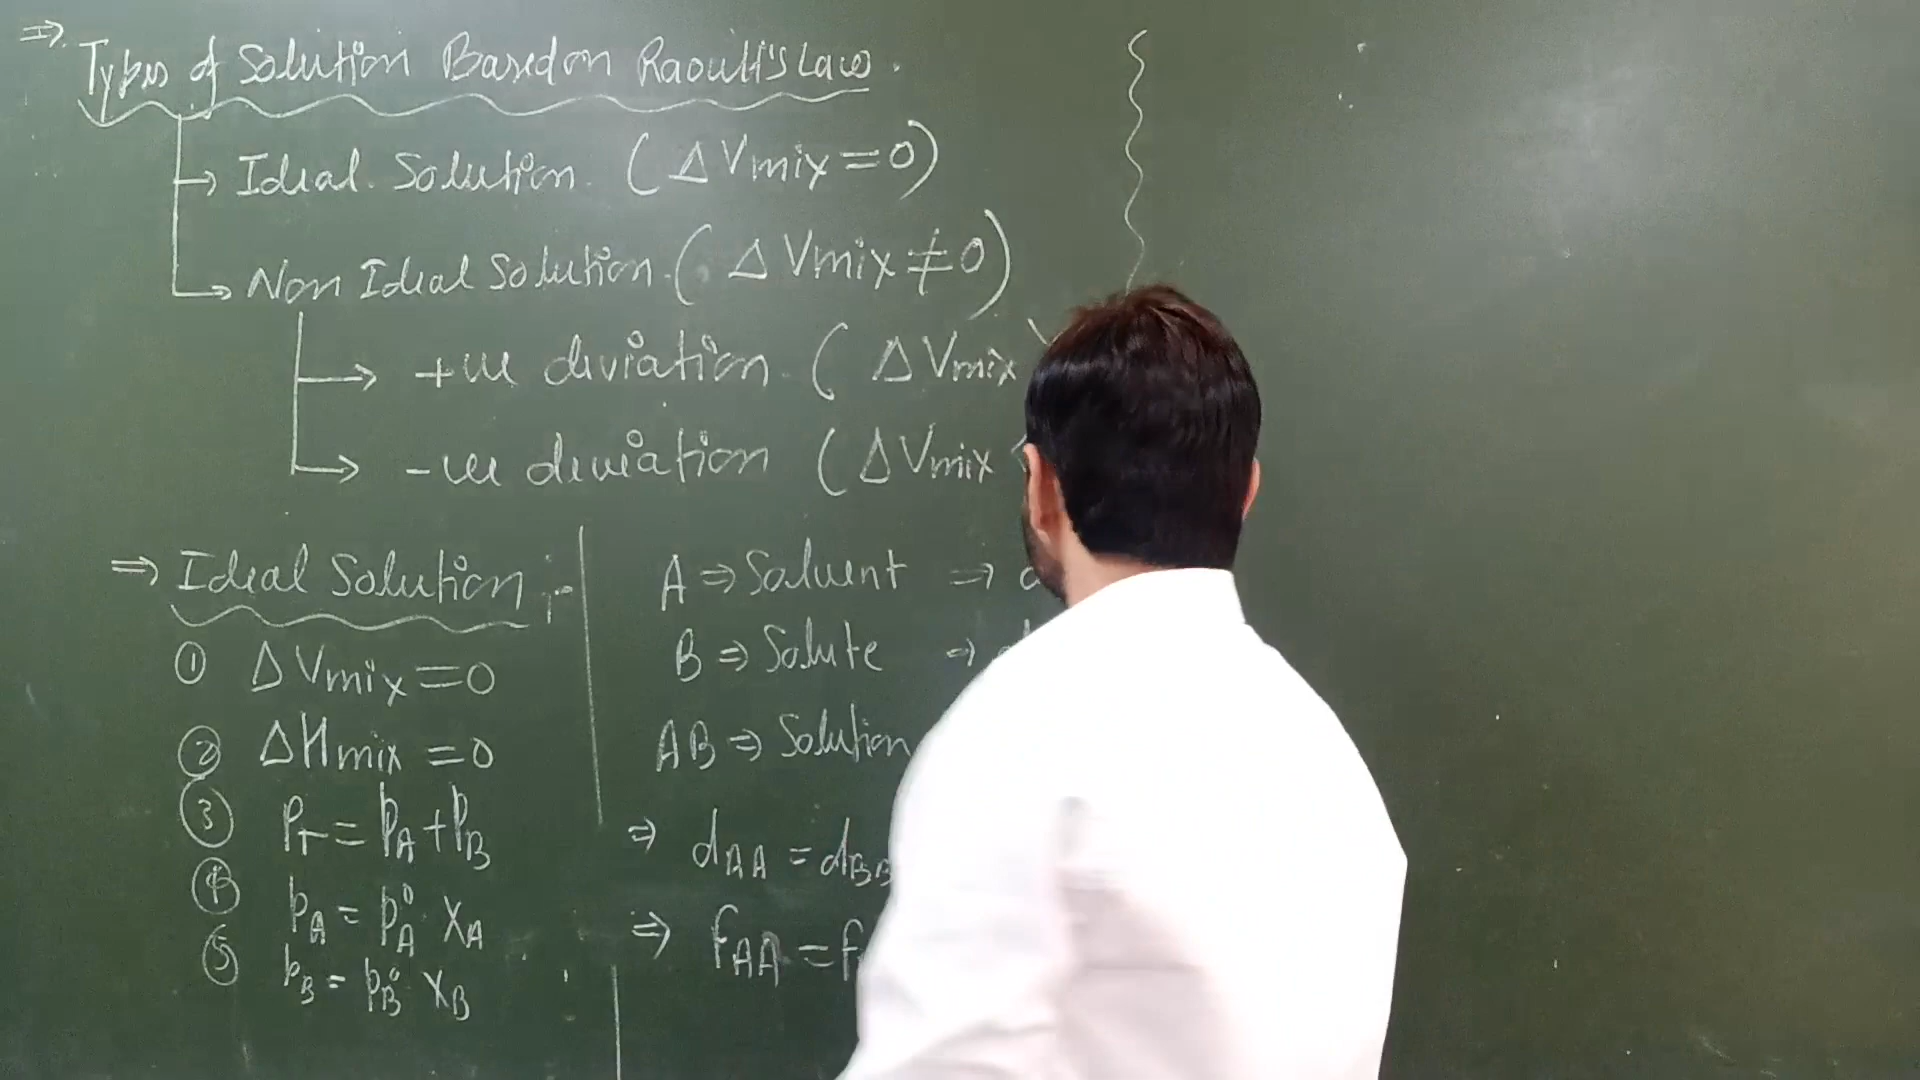 ⇒ Types of Solution Based on Raoult's Law.
→ Ideal Solution (ΔVmix=0)
→ Non Ideal Solution. (ΔVmix≠0)
→ +ve deviation (ΔVmix >
→ -ve deviation (ΔVmix <
⇒ Ideal Solution :-
① ΔVmix=0
② ΔHmix=0
③ PT = pA+pB
④ pA = p°A XA
⑤ pB = p°B XB
A ⇒ Solvent ⇒ d
B ⇒ Solute ⇒ d
AB ⇒ Solution
⇒ dAA = dBB
⇒ FAA = F